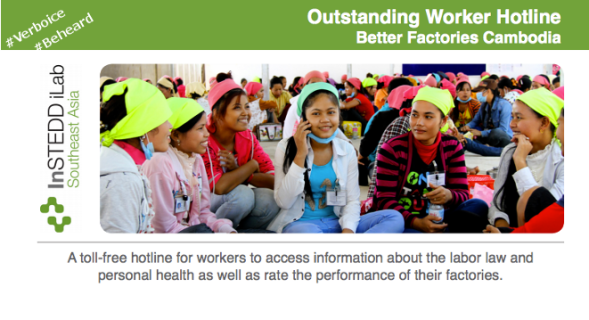 #Verboice
#Beheard
Outstanding Worker Hotline
Better Factories Cambodia
InSTEDD iLab
Southeast Asia
A toll-free hotline for workers to access information about the labor law and
personal health as well as rate the performance of their factories.